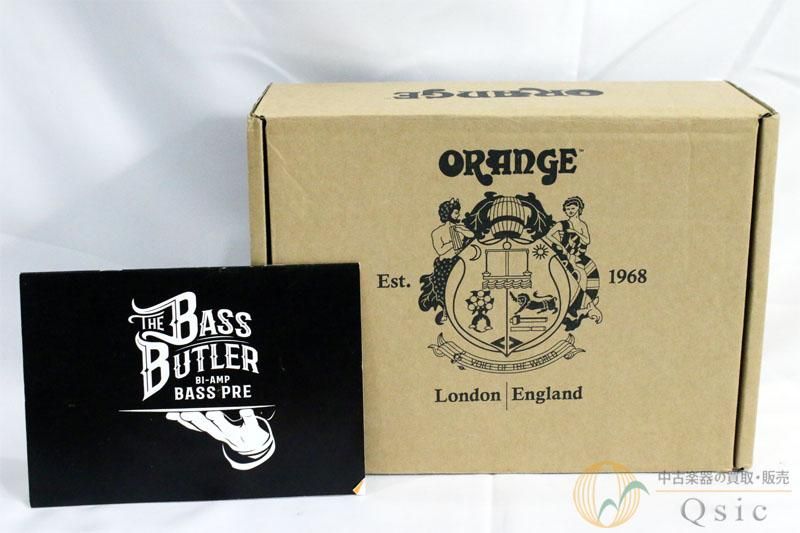 ORANGE
ORANGE™
Est. 1968
VOICE OF THE WORLD
London | England
THE BASS
BUTLER
BI-AMP
BASS PRE
中古楽器の買取・販売
Qsic